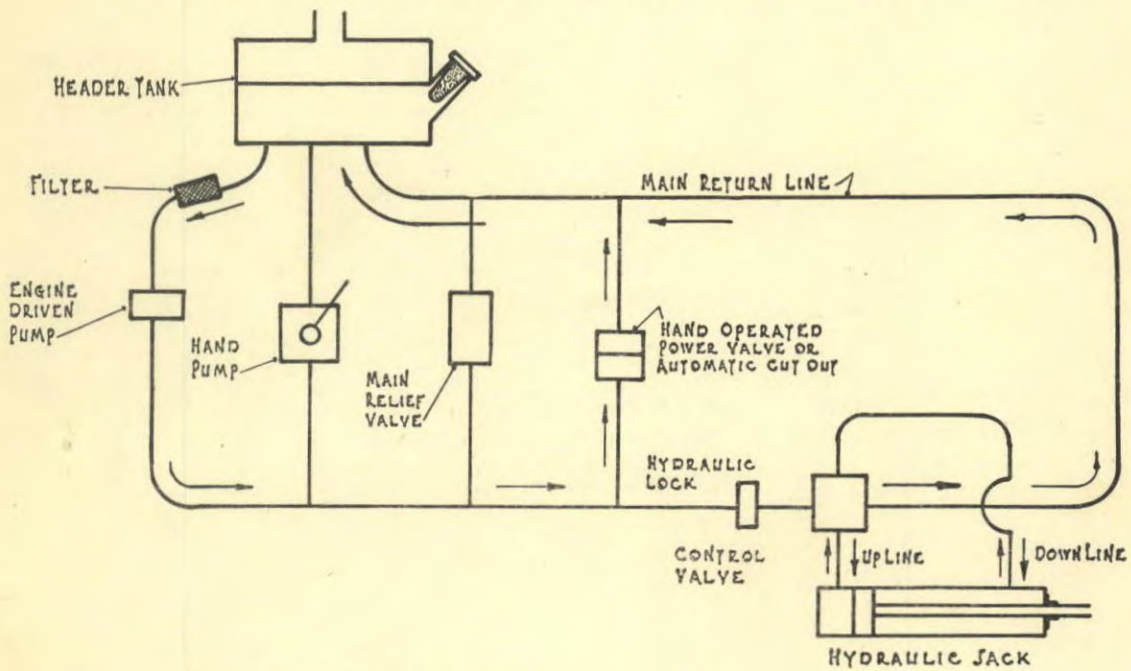 HEADER TANK
FILTER
MAIN RETURN LINE
ENGINE
DRIVEN
PUMP
HAND
PUMP
MAIN
RELIEF
VALVE
HAND OPERATED
POWER VALVE OR
AUTOMATIC CUT OUT
HYDRAULIC
LOCK
CONTROL
VALVE
UP LINE
DOWN LINE
HYDRAULIC JACK